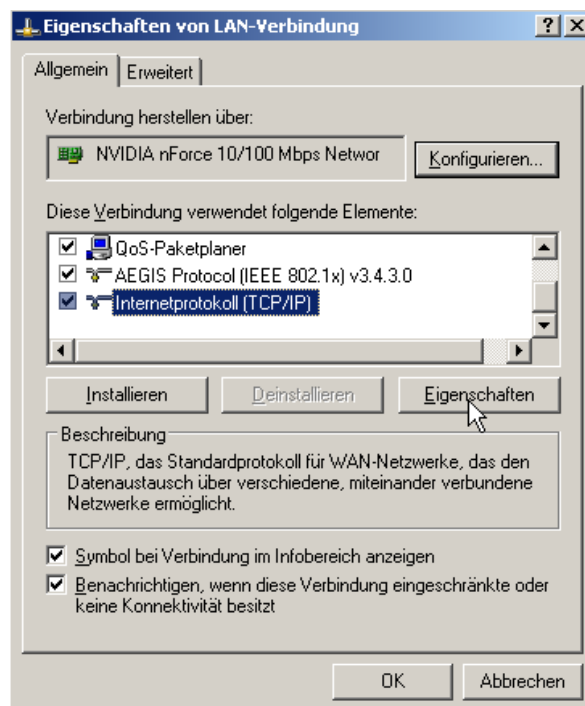 Eigenschaften von LAN-Verbindung
Allgemein
Erweitert
Verbindung herstellen über:
NVIDIA nForce 10/100 Mbps Networ
Konfigurieren...
Diese Verbindung verwendet folgende Elemente:
QoS-Paketplaner
AEGIS Protocol (IEEE 802.1x) v3.4.3.0
Internetprotokoll (TCP/IP)
Installieren
Deinstallieren
Eigenschaften
Beschreibung
TCP/IP, das Standardprotokoll für WAN-Netzwerke, das den
Datenaustausch über verschiedene, miteinander verbundene
Netzwerke ermöglicht.
Symbol bei Verbindung im Infobereich anzeigen
Benachrichtigen, wenn diese Verbindung eingeschränkte oder
keine Konnektivität besitzt
OK
Abbrechen